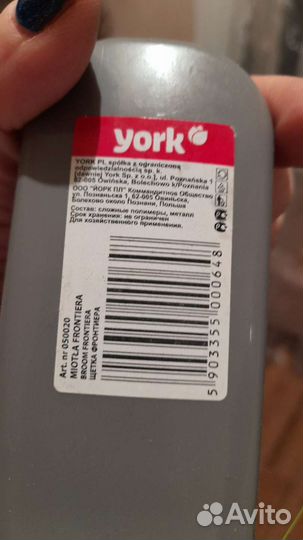 york
YORK PL spółka z ograniczoną
odpowiedzialnością sp. k.
(dawniej York Sp. z o.o.), ul. Poznańska 1
62-005 Owińska, Bolechowo k/Poznania
ООО "ЙОРК ПЛ" Коммандитное Общество
ул. Познаньска 1, 62-005 Овиньска,
Болехово около Познани, Польша
Состав: сложные полимеры, металл
Срок хранения: не ограничен
Для хозяйственного применения.
Art. nr 050020
MIOTŁA FRONTIERA
BROOM FRONTIERA
ЩЕТКА ФРОНТИЕРА
5 903355 000648
Avito